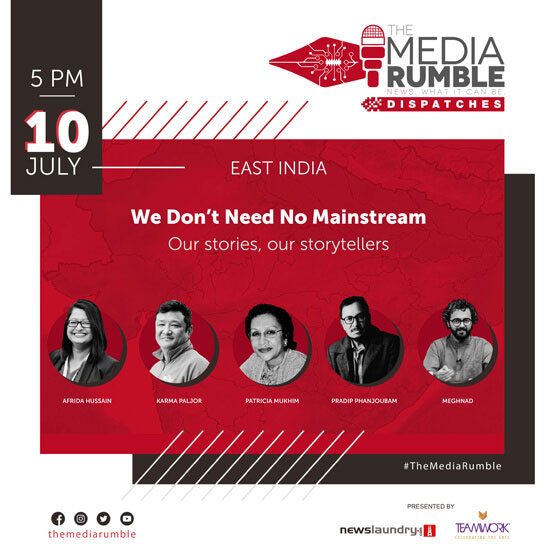 5 PM
10
JULY
THE
MEDIA
RUMBLE
NEWS. WHAT IT CAN BE.
DISPATCHES
EAST INDIA
We Don't Need No Mainstream
Our stories, our storytellers
AFRIDA HUSSAIN
KARMA PALJOR
PATRICIA MUKHIM
PRADIP PHANJOUBAM
MEGHNAD
#TheMediaRumble
themediarumble
PRESENTED BY
newslaundry
TEAMWORK
CELEBRATING THE ARTS